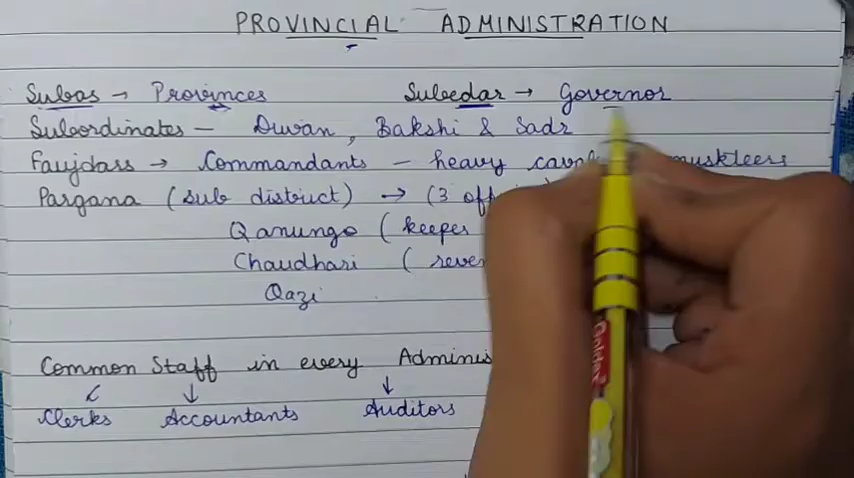 PROVINCIAL ADMINISTRATION
Subas → Provinces Subedar → Governor
Subordinates - Diwan, Bakshi & Sadr
Faujdars → Commandants - heavy muskteers
Pargana (sub district) → (3
Qanungo (keeper
Chaudhari (
Qazi
Common Staff in every
Clerks Accountants Auditors